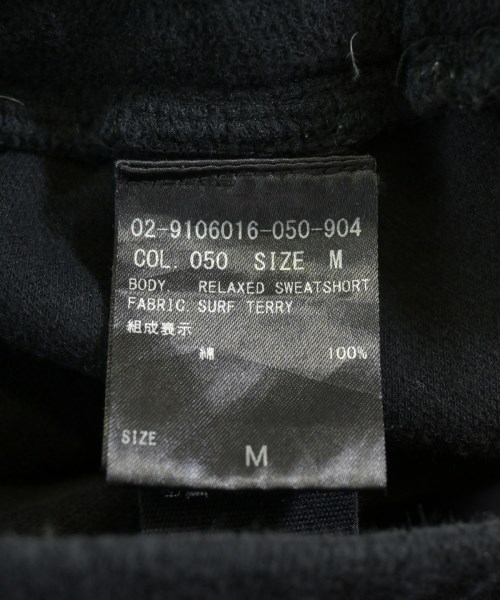 02-9106016-050-904
COL. 050 SIZE M
BODY. RELAXED SWEATSHORT
FABRIC. SURF TERRY
組成表示
綿 100%
SIZE
M